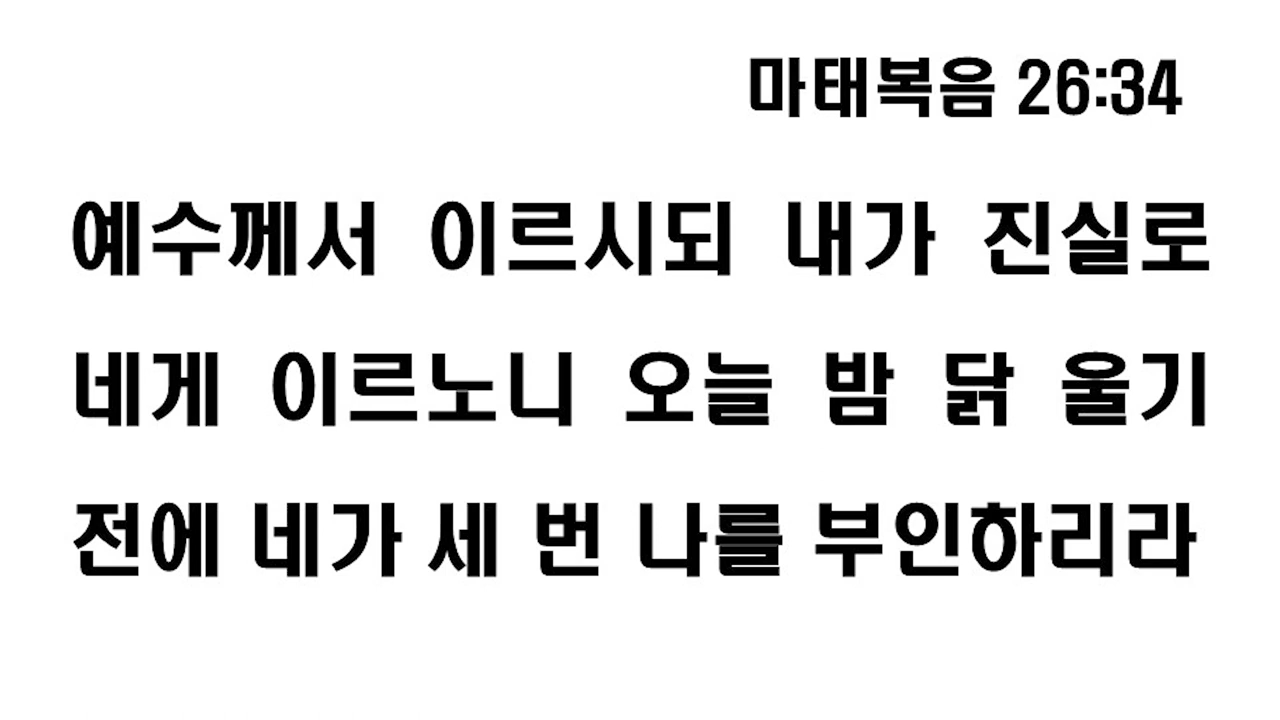 마태복음 26:34
예수께서 이르시되 내가 진실로
네게 이르노니 오늘 밤 닭 울기
전에 네가 세 번 나를 부인하리라